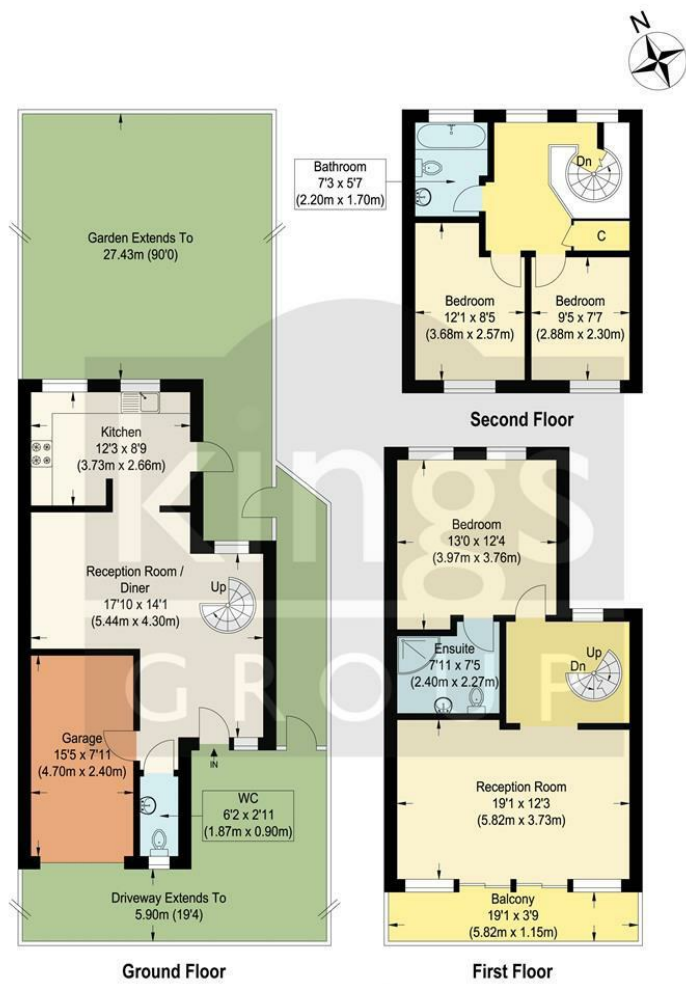 N
Garden Extends To
27.43m (90'0)
Kitchen
12'3 x 8'9
(3.73m x 2.66m)
Reception Room /
Diner
17'10 x 14'1
(5.44m x 4.30m)
Up
Garage
15'5 x 7'11
(4.70m x 2.40m)
IN
WC
6'2 x 2'11
(1.87m x 0.90m)
Driveway Extends To
5.90m (19'4)
Ground Floor
Bathroom
7'3 x 5'7
(2.20m x 1.70m)
Dn
C
Bedroom
12'1 x 8'5
(3.68m x 2.57m)
Bedroom
9'5 x 7'7
(2.88m x 2.30m)
Second Floor
Bedroom
13'0 x 12'4
(3.97m x 3.76m)
Ensuite
7'11 x 7'5
(2.40m x 2.27m)
Up
Dn
Reception Room
19'1 x 12'3
(5.82m x 3.73m)
Balcony
19'1 x 3'9
(5.82m x 1.15m)
First Floor
kings
GROUP